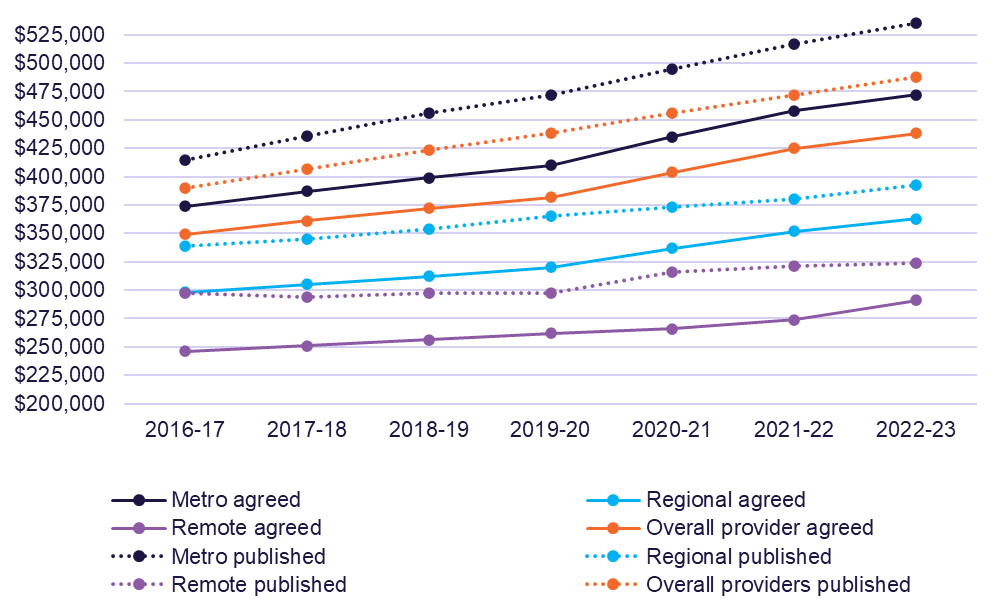 $525,000
$500,000
$475,000
$450,000
$425,000
$400,000
$375,000
$350,000
$325,000
$300,000
$275,000
$250,000
$225,000
$200,000
2016-17 2017-18 2018-19 2019-20 2020-21 2021-22 2022-23
Metro agreed Regional agreed
Remote agreed Overall provider agreed
Metro published Regional published
Remote published Overall providers published